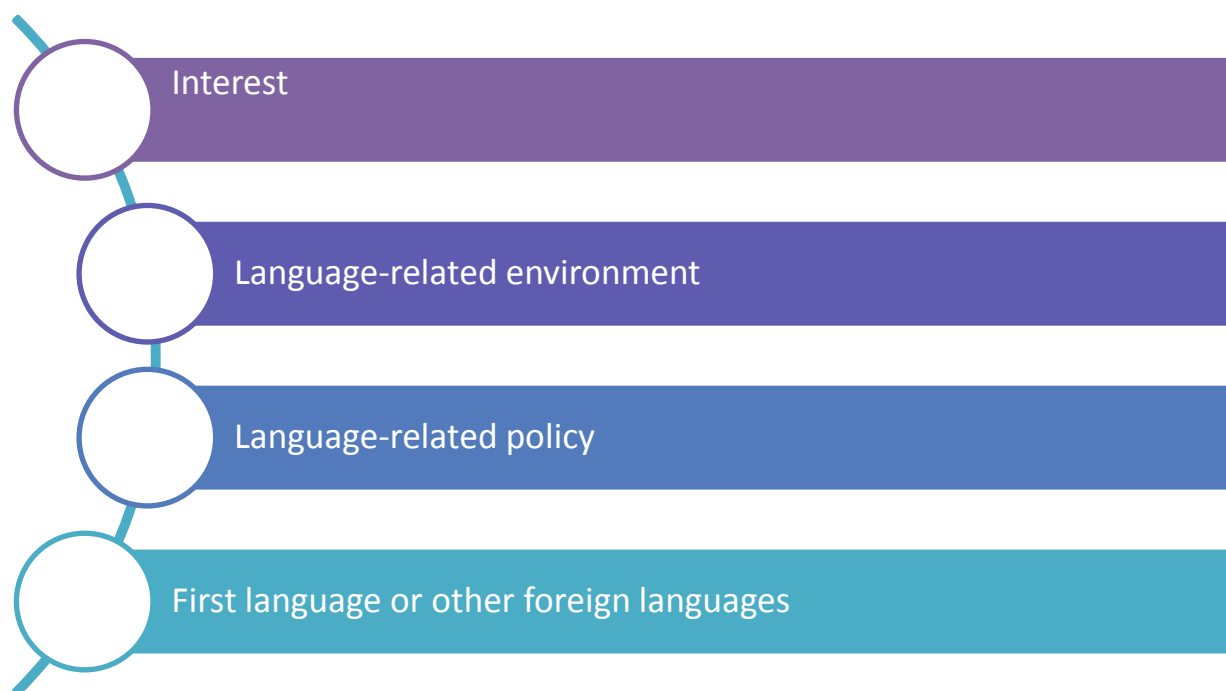 Interest
Language-related environment
Language-related policy
First language or other foreign languages